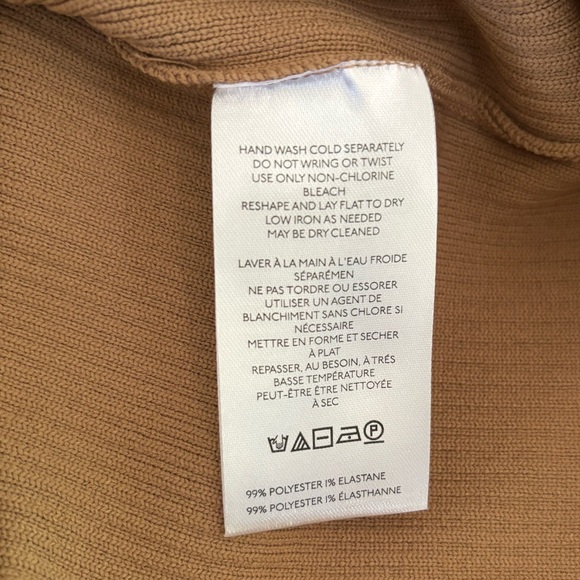 HAND WASH COLD SEPARATELY
DO NOT WRING OR TWIST
USE ONLY NON-CHLORINE
BLEACH
RESHAPE AND LAY FLAT TO DRY
LOW IRON AS NEEDED
MAY BE DRY CLEANED
LAVER À LA MAIN À L'EAU FROIDE
SÉPARÉMEN
NE PAS TORDRE OU ESSORER
UTILISER UN AGENT DE
BLANCHIMENT SANS CHLORE SI
NÉCESSAIRE
METTRE EN FORME ET SECHER
À PLAT
REPASSER, AU BESOIN, À TRÉS
BASSE TEMPÉRATURE
PEUT-ÊTRE ÊTRE NETTOYÉE
À SEC
P
99% POLYESTER 1% ELASTANE
99% POLYESTER 1% ÉLASTHANNE